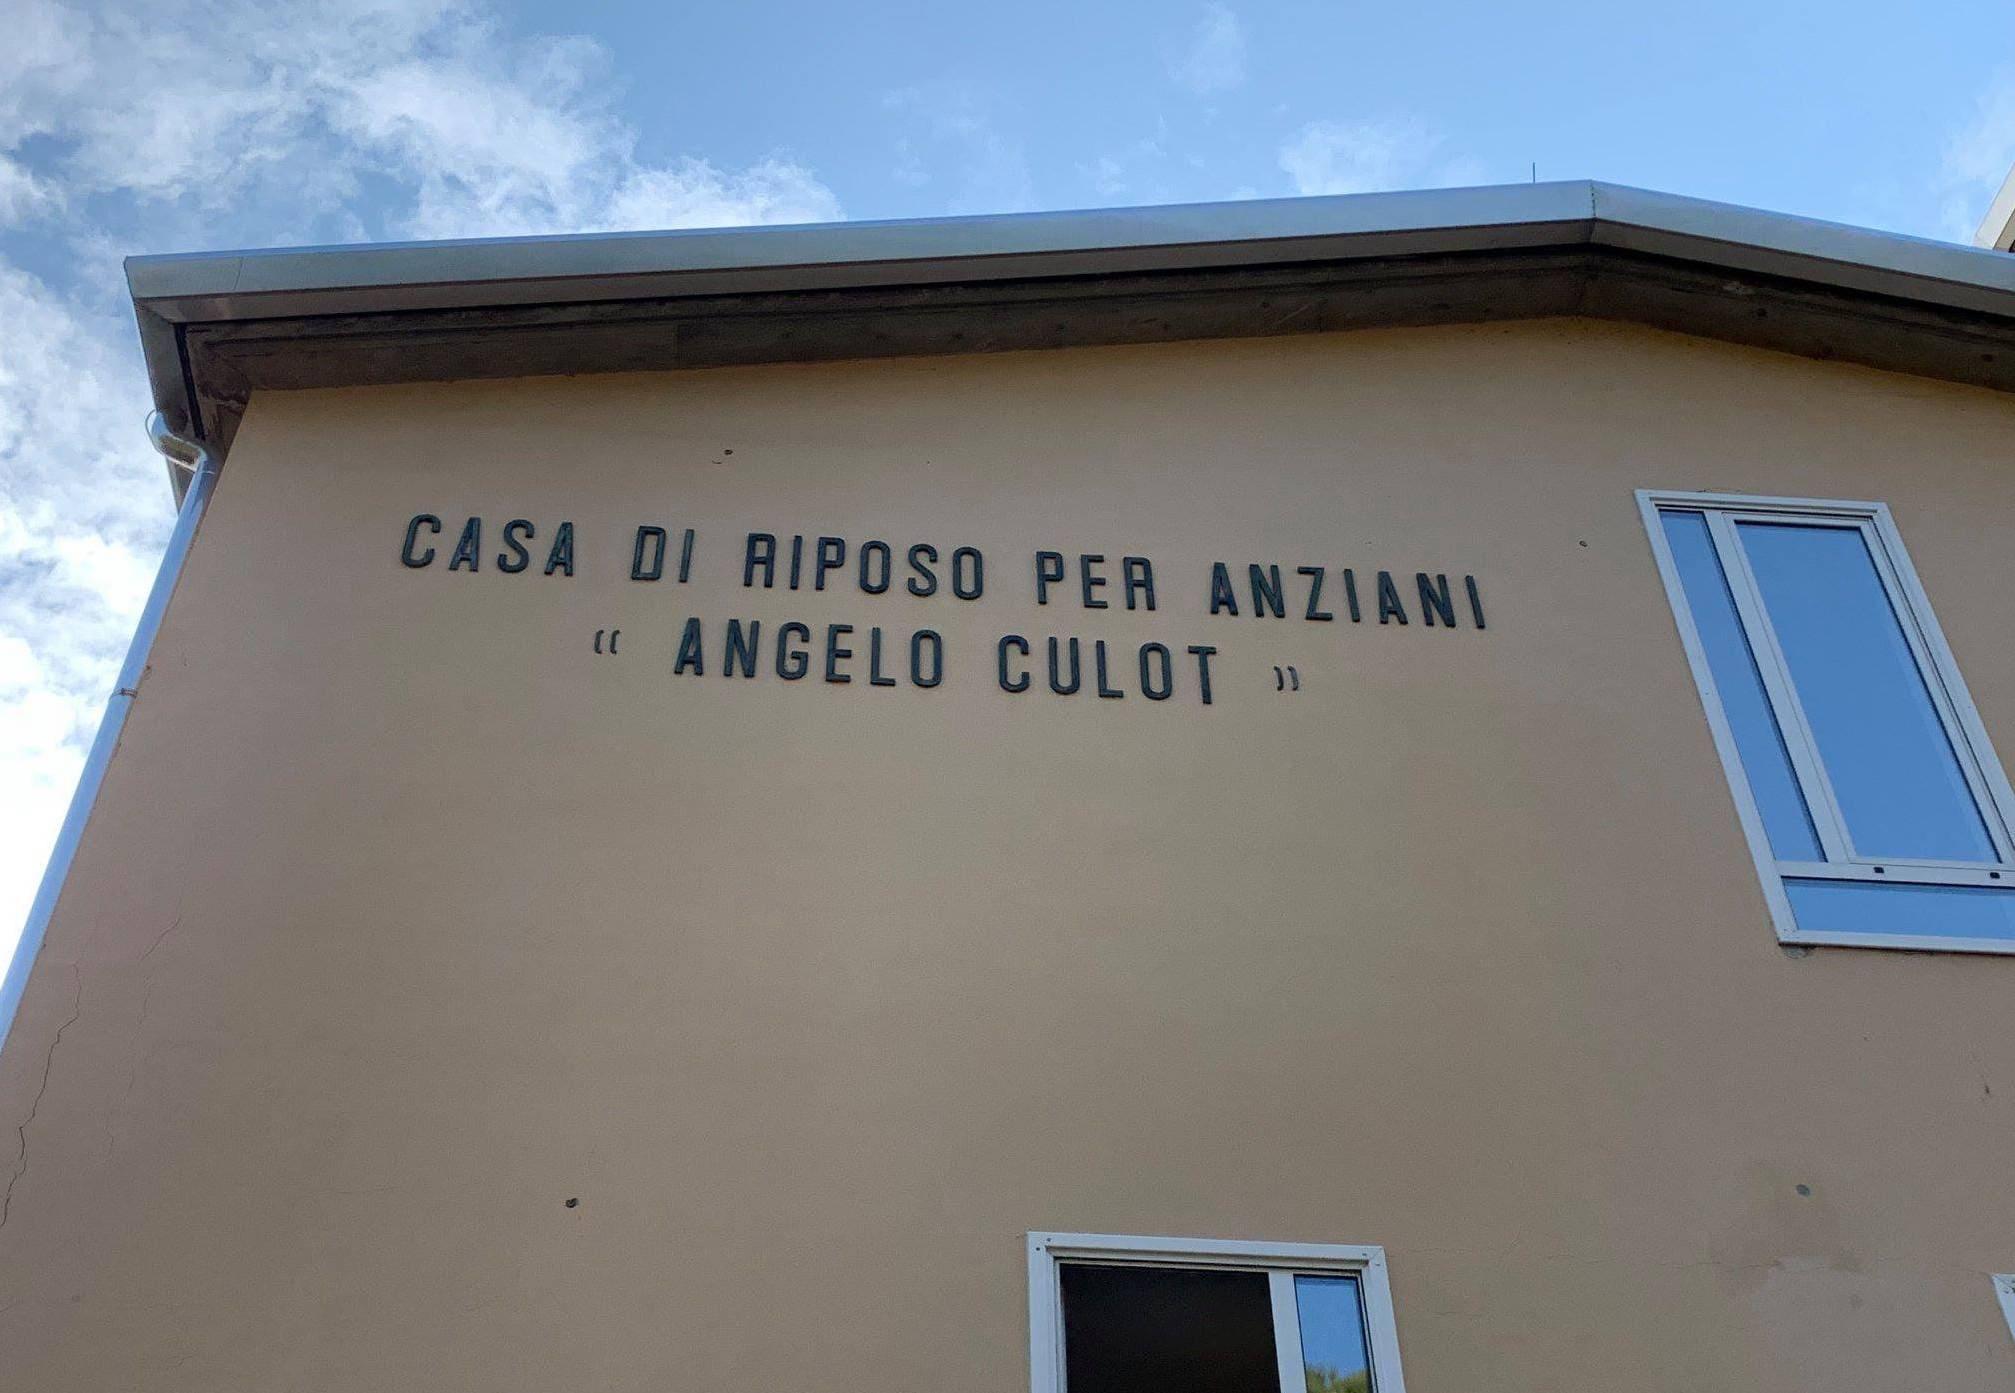 CASA DI RIPOSO PER ANZIANI
“ ANGELO CULOT ”